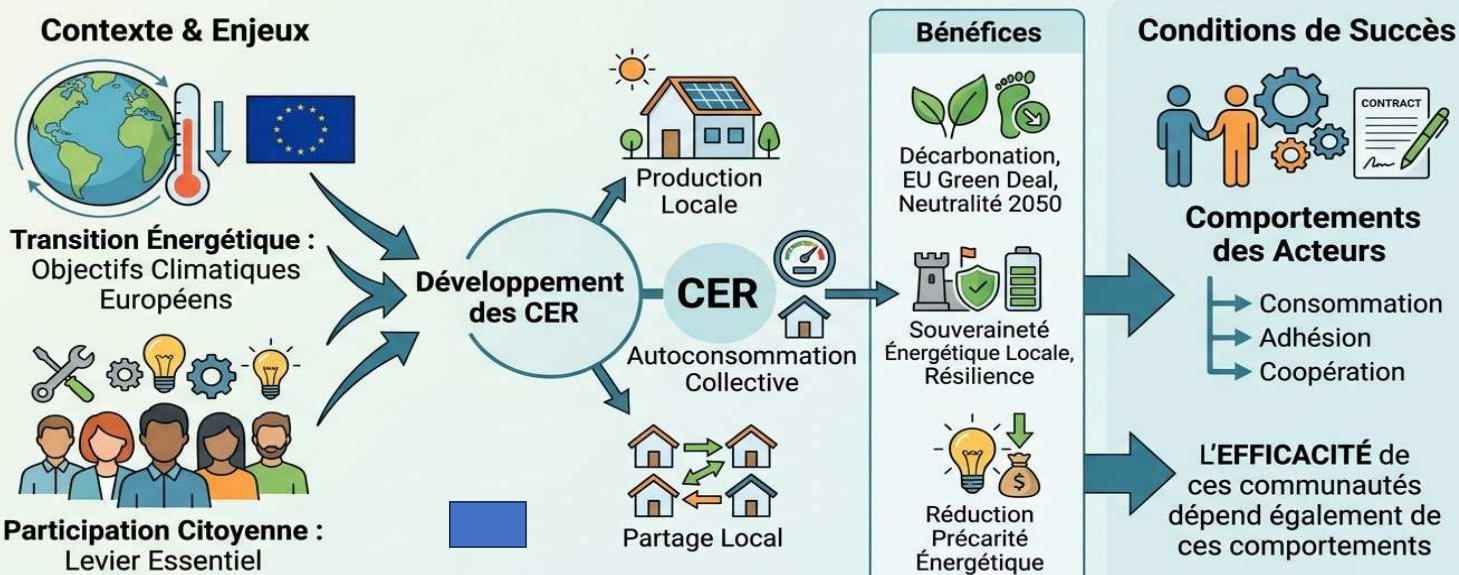 Contexte & Enjeux
Transition Énergétique :
Objectifs Climatiques
Européens
Participation Citoyenne :
Levier Essentiel
Développement
des CER
Production
Locale
CER
Autoconsommation
Collective
Partage Local
Bénéfices
Décarbonation,
EU Green Deal,
Neutralité 2050
Souveraineté
Énergétique Locale,
Résilience
$
Réduction
Précarité
Énergétique
Conditions de Succès
CONTRACT
Comportements
des Acteurs
Consommation
Adhésion
Coopération
L'EFFICACITÉ de
ces communautés
dépend également de
ces comportements